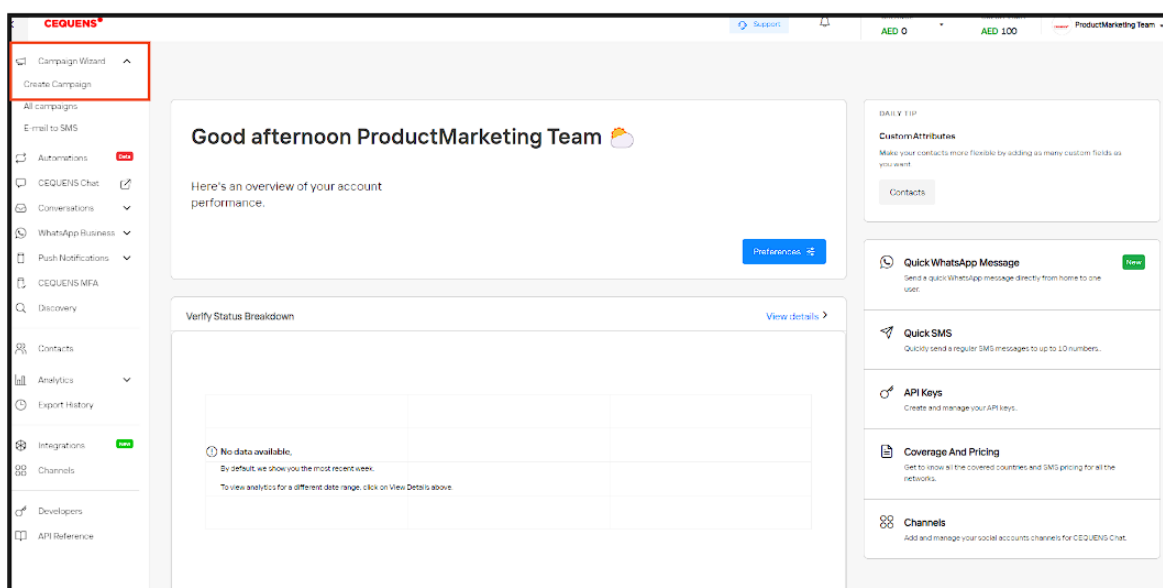 CEQUENS
Support
AED 0
AED 100
ProductMarketing Team
Campaign Wizard
Create Campaign
All campaigns
E-mail to SMS
Automations
Beta
CEQUENS Chat
Conversations
WhatsApp Business
Push Notifications
CEQUENS MFA
Discovery
Contacts
Analytics
Export History
Integrations
New
Channels
Developers
API Reference
Good afternoon ProductMarketing Team
Here's an overview of your account
performance.
Preferences
Verify Status Breakdown
View details
No data available,
By default, we show you the most recent week.
To view analytics for a different date range, click on View Details above.
DAILY TIP
Custom Attributes
Make your contacts more flexible by adding as many custom fields as
you want
Contacts
Quick WhatsApp Message
New
Send a quick WhatsApp message directly from home to one
user.
Quick SMS
Quickly send a regular SMS messages to up to 10 numbers.
API Keys
Create and manage your API keys.
Coverage And Pricing
Get to know all the covered countries and SMS pricing for all the
networks.
Channels
Add and manage your social accounts channels for CEQUENS Chat.